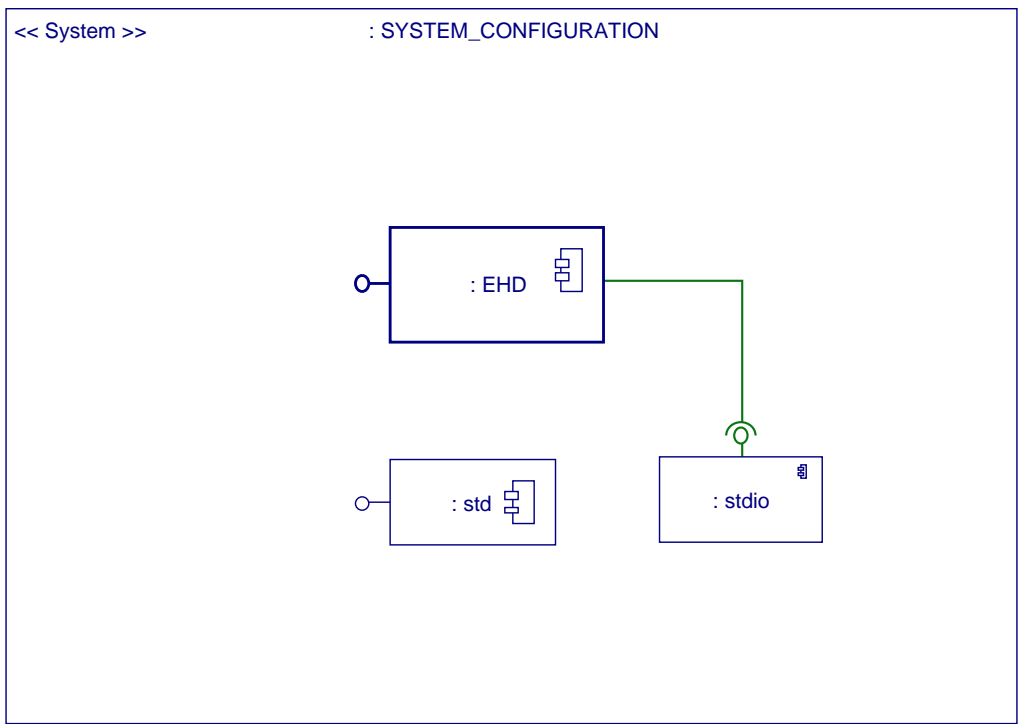 << System >> : SYSTEM_CONFIGURATION
: EHD
: std
: stdio